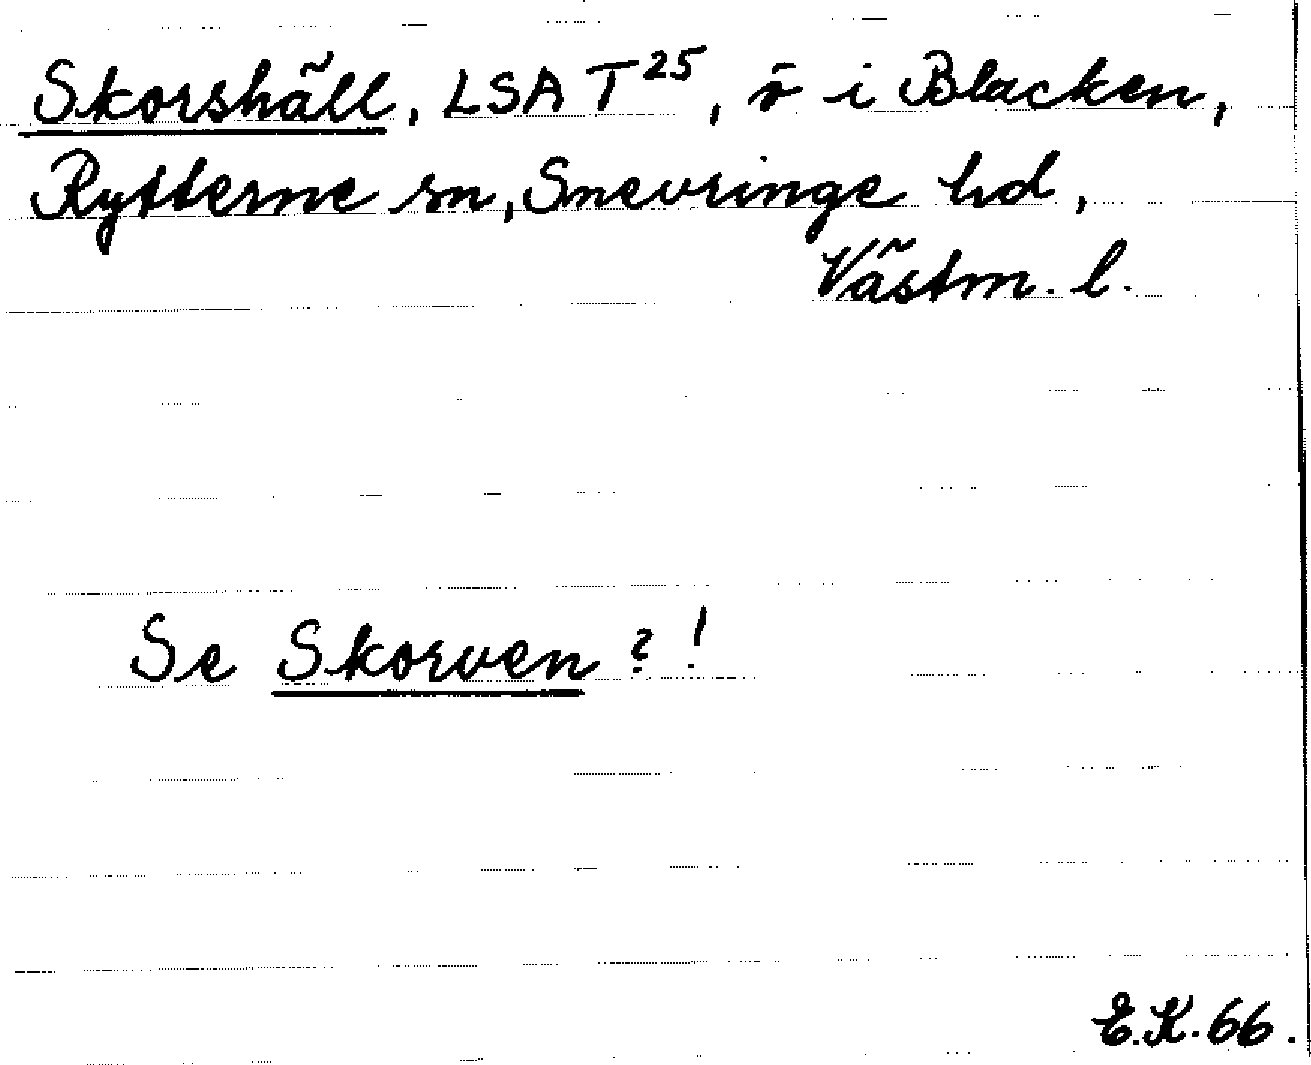 Skorshäll, LSA T25, ö i Blacken,
Rytterne sn, Snevringe hd,
Västm. l.
Se Skorven?!
E.K. 66.